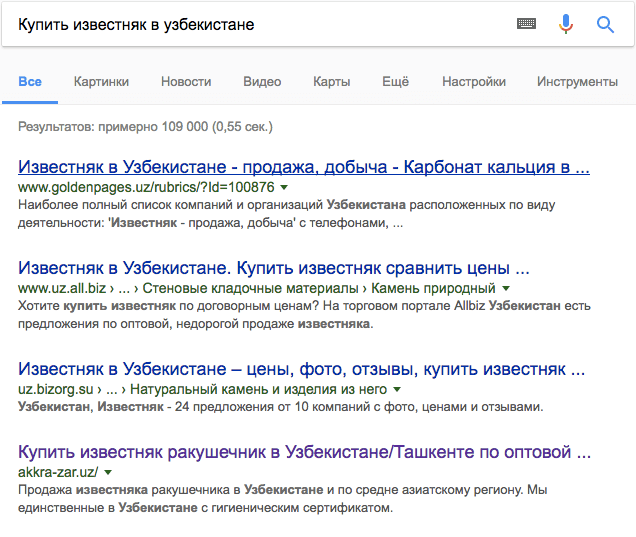 Купить известняк в узбекистане
Все Картинки Новости Видео Карты Ещё Настройки Инструменты
Результатов: примерно 109 000 (0,55 сек.)
Известняк в Узбекистане - продажа, добыча - Карбонат кальция в ...
www.goldenpages.uz/rubrics/?Id=100876
Наиболее полный список компаний и организаций Узбекистана расположенных по виду
деятельности: 'Известняк - продажа, добыча' с телефонами, ...
Известняк в Узбекистане. Купить известняк сравнить цены ...
www.uz.all.biz › ... › Стеновые кладочные материалы › Камень природный
Хотите купить известняк по договорным ценам? На торговом портале Allbiz Узбекистан есть
предложения по оптовой, недорогой продаже известняка.
Известняк в Узбекистане – цены, фото, отзывы, купить известняк ...
uz.bizorg.su › ... › Натуральный камень и изделия из него
Узбекистан, Известняк - 24 предложения от 10 компаний с фото, ценами и отзывами.
Купить известняк ракушечник в Узбекистане/Ташкенте по оптовой ...
akkra-zar.uz/
Продажа известняка ракушечника в Узбекистане и по средне азиатскому региону. Мы
единственные в Узбекистане с гигиеническим сертификатом.